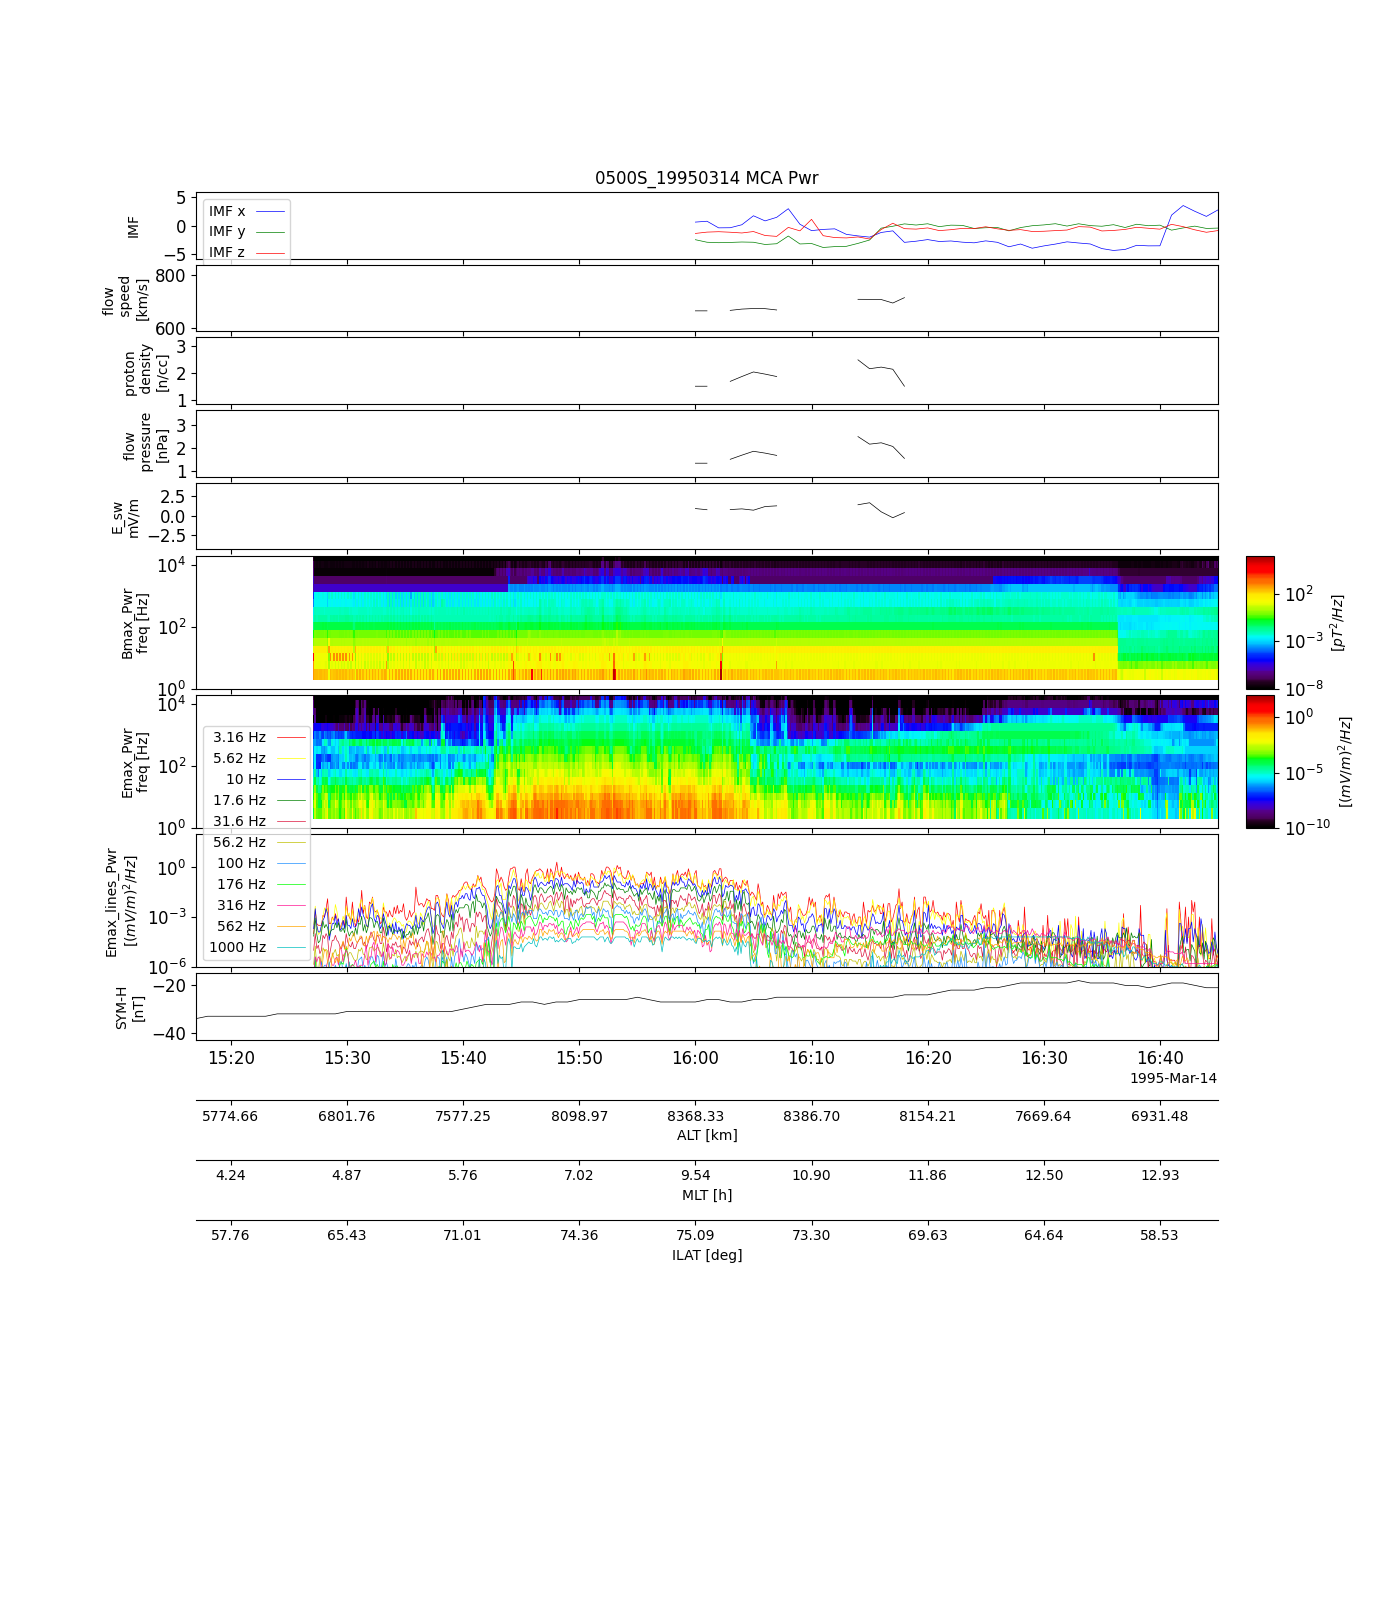 0500S_19950314 MCA Pwr
5
0
−5
IMF
IMF x
IMF y
IMF z
800
600
flow
speed
[km/s]
3
2
1
proton
density
[n/cc]
3
2
1
flow
pressure
[nPa]
2.5
0.0
−2.5
E_sw
mV/m
10^4
10^2
10^0
Bmax_Pwr
freq [Hz]
10^2
10^−3
10^−8
[pT^2/Hz]
10^4
10^2
10^0
Emax_Pwr
freq [Hz]
10^0
10^−5
10^−10
[(mV/m)^2/Hz]
3.16 Hz
5.62 Hz
10 Hz
17.6 Hz
31.6 Hz
56.2 Hz
100 Hz
176 Hz
316 Hz
562 Hz
1000 Hz
10^0
10^−3
10^−6
Emax_lines_Pwr
[(mV/m)^2/Hz]
−20
−40
SYM-H
[nT]
15:20 15:30 15:40 15:50 16:00 16:10 16:20 16:30 16:40
1995-Mar-14
5774.66 6801.76 7577.25 8098.97 8368.33 8386.70 8154.21 7669.64 6931.48
ALT [km]
4.24 4.87 5.76 7.02 9.54 10.90 11.86 12.50 12.93
MLT [h]
57.76 65.43 71.01 74.36 75.09 73.30 69.63 64.64 58.53
ILAT [deg]